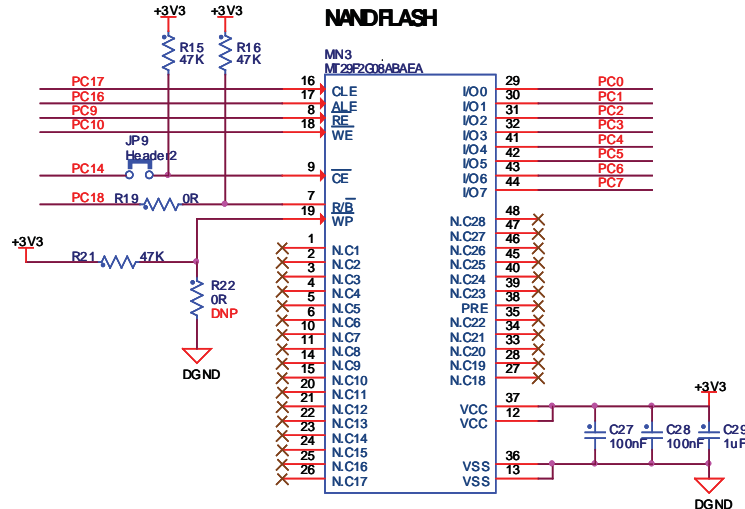 NANDFLASH
+3V3 +3V3
R15
47K
R16
47K
MN3
MT29F2G08ABAEA
PC17 16 CLE
PC16 17 ALE
PC9 8 RE
PC10 18 WE
JP9
Header2
PC14 9 CE
PC18 R19 0R 7 R/B
19 WP
+3V3
R21 47K
R22
0R
DNP
DGND
1 N.C1
2 N.C2
3 N.C3
4 N.C4
5 N.C5
6 N.C6
10 N.C7
11 N.C8
14 N.C9
15 N.C10
20 N.C11
21 N.C12
22 N.C13
23 N.C14
24 N.C15
25 N.C16
26 N.C17
I/O0 29 PC0
I/O1 30 PC1
I/O2 31 PC2
I/O3 32 PC3
I/O4 41 PC4
I/O5 42 PC5
I/O6 43 PC6
I/O7 44 PC7
N.C28 48
N.C27 47
N.C26 46
N.C25 45
N.C24 40
N.C23 39
PRE 38
N.C22 35
N.C21 34
N.C20 33
N.C19 28
N.C18 27
VCC 37
VCC 12
VSS 36
VSS 13
+3V3
C27
100nF
C28
100nF
C29
1uF
DGND